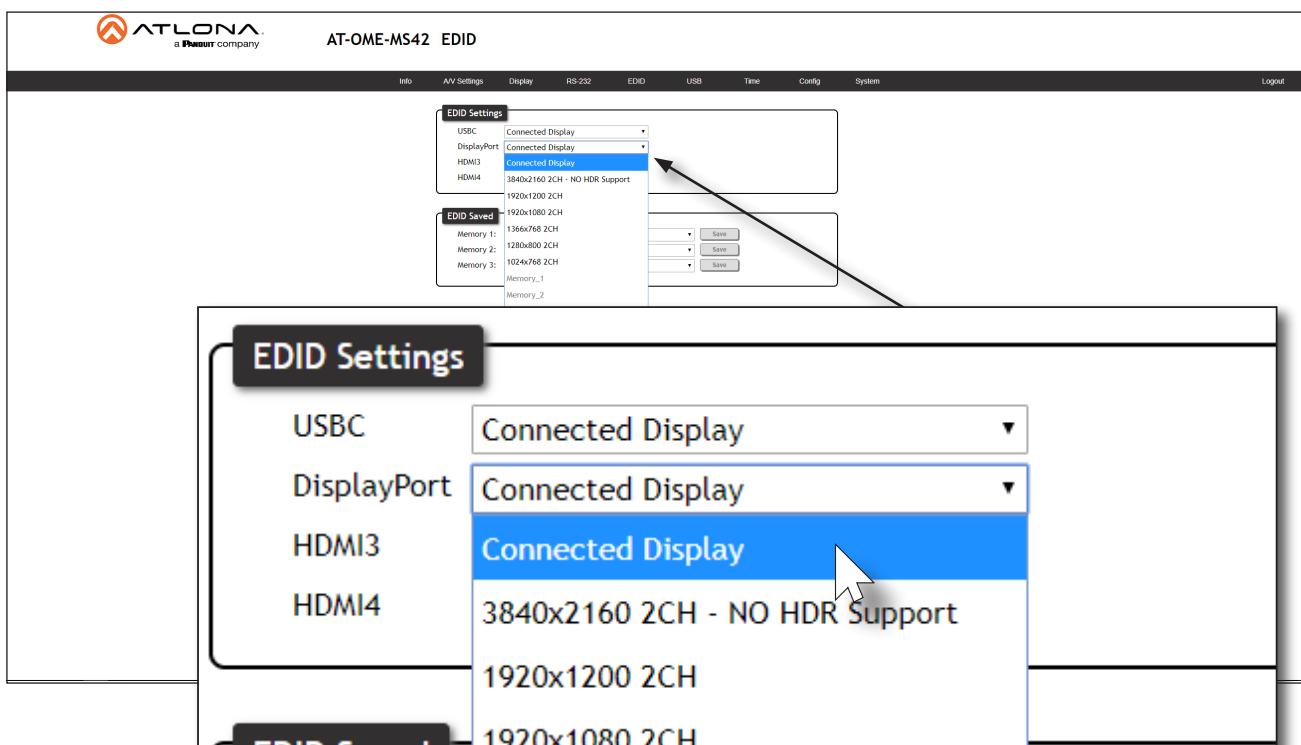 ATLONA.
a PANDUIT company
AT-OME-MS42 EDID
Info A/V Settings Display RS-232 EDID USB Time Config System Logout
EDID Settings
USBC Connected Display
DisplayPort Connected Display
HDMI3 Connected Display
HDMI4 3840x2160 2CH - NO HDR Support
1920x1200 2CH
EDID Saved 1920x1080 2CH
1366x768 2CH
Memory 1: Save
Memory 2: 1280x800 2CH Save
Memory 3: 1024x768 2CH Save
Memory_1
Memory_2
EDID Settings
USBC Connected Display
DisplayPort Connected Display
HDMI3 Connected Display
HDMI4 3840x2160 2CH - NO HDR Support
1920x1200 2CH
EDID Saved 1920x1080 2CH